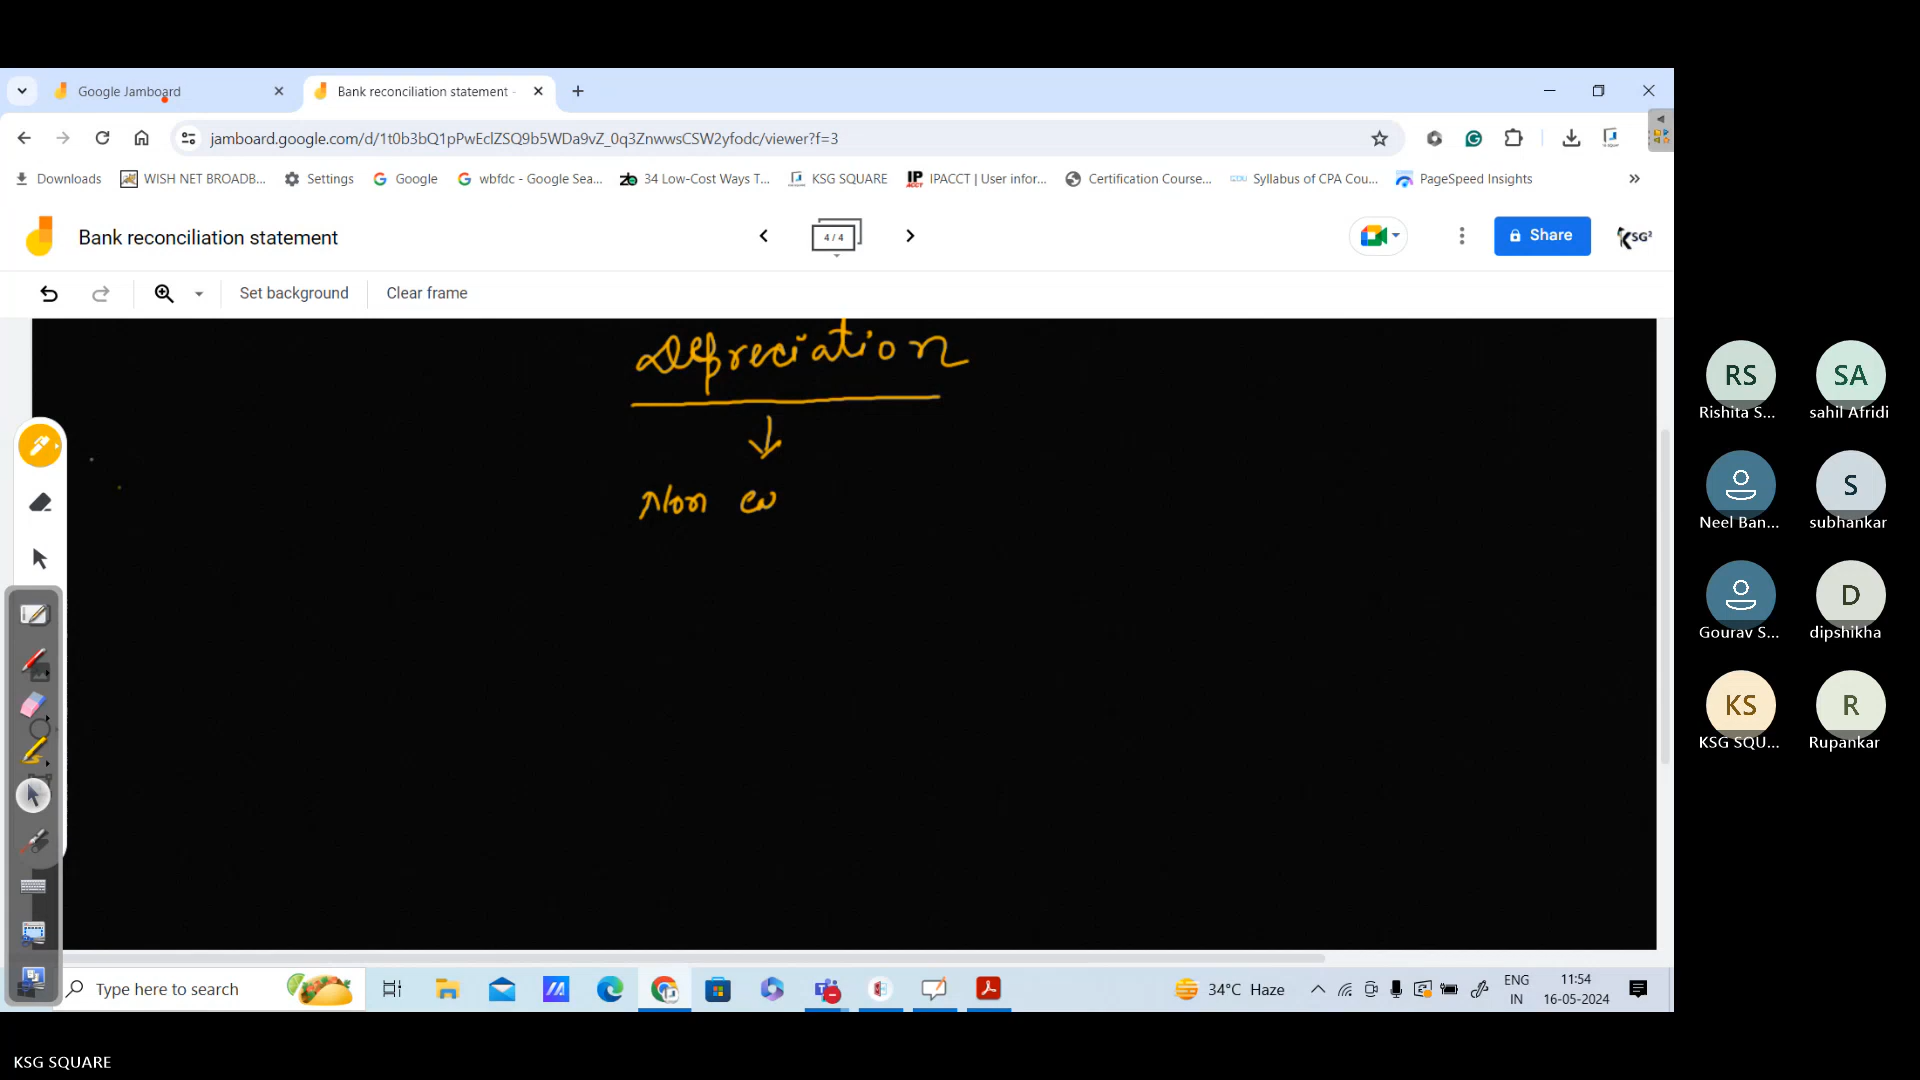 Google Jamboard
Bank reconciliation statement -
jamboard.google.com/d/1t0b3bQ1pPwEclZSQ9b5WDa9vZ_0q3ZnwwsCSW2yfodc/viewer?f=3
Downloads WISH NET BROADB... Settings Google wbfdc - Google Sea... 34 Low-Cost Ways T... KSG SQUARE IPACCT | User infor... Certification Course... Syllabus of CPA Cou... PageSpeed Insights »
Bank reconciliation statement
4 / 4
Share
KSG²
Set background Clear frame
Depreciation
Non ca
RS SA
Rishita S... sahil Afridi
S
Neel Ban... subhankar
D
Gourav S... dipshikha
KS R
KSG SQU... Rupankar
Type here to search
34°C Haze
ENG
IN
11:54
16-05-2024
KSG SQUARE